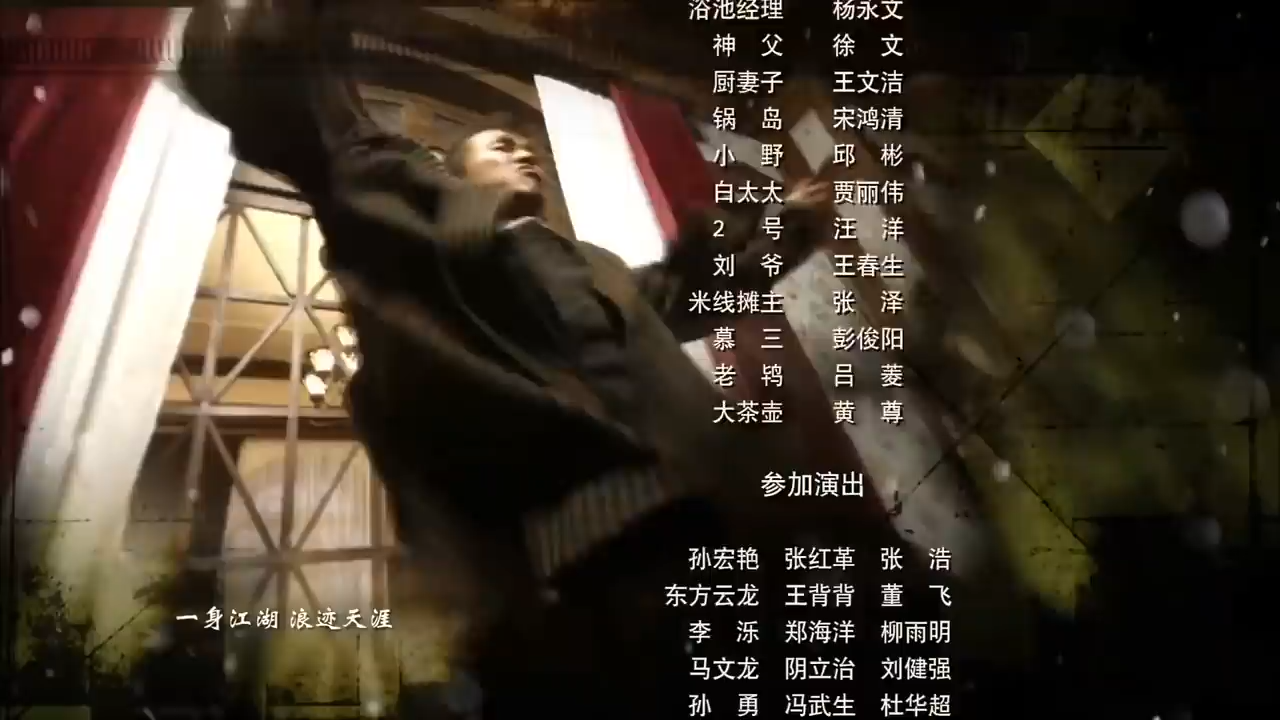 浴池经理 杨永文
神 父 徐 文
厨妻子 王文洁
锅 岛 宋鸿清
小 野 邱 彬
白太太 贾丽伟
2 号 汪 洋
刘 爷 王春生
米线摊主 张 泽
慕 三 彭俊阳
老 鸨 吕 菱
大茶壶 黄 尊
参加演出
孙宏艳 张红革 张 浩
东方云龙 王背背 董 飞
李 泺 郑海洋 柳雨明
马文龙 阴立治 刘健强
孙 勇 冯武生 杜华超
一身江湖 浪迹天涯